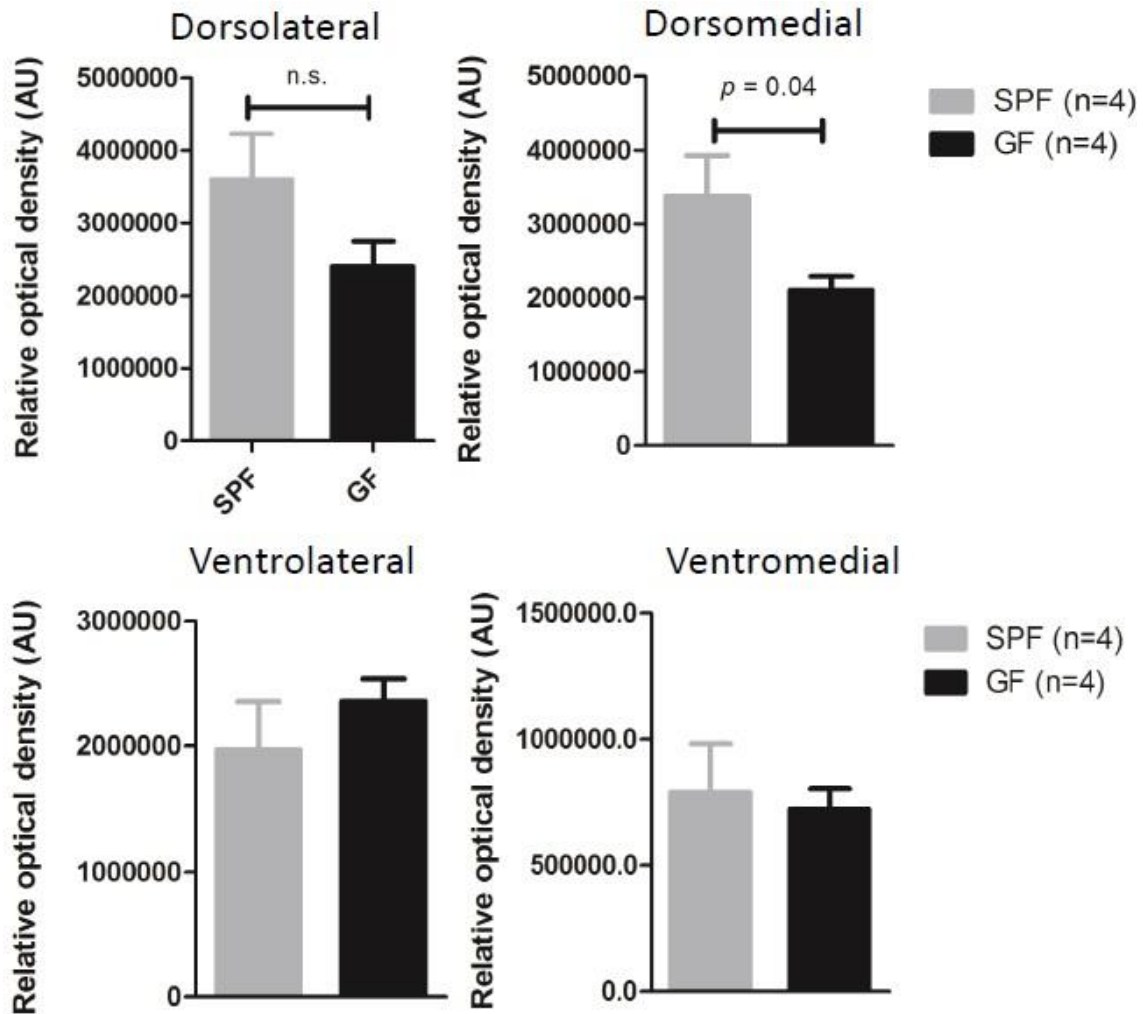 Dorsolateral
Relative optical density (AU)
5000000
4000000
3000000
2000000
1000000
0
n.s.
SPF
GF
Dorsomedial
Relative optical density (AU)
5000000
4000000
3000000
2000000
1000000
0
p = 0.04
SPF (n=4)
GF (n=4)
Ventrolateral
Relative optical density (AU)
3000000
2000000
1000000
0
Ventromedial
Relative optical density (AU)
1500000.0
1000000.0
500000.0
0.0
SPF (n=4)
GF (n=4)